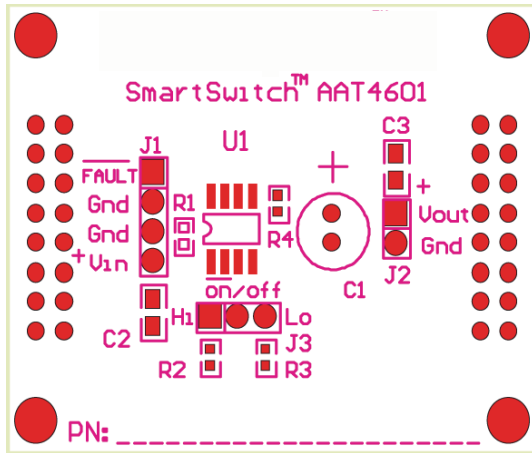 SmartSwitch™ AAT4601
J1
U1
C3
FAULT
R1
+
+
Gnd
Vout
Gnd
R4
Gnd
+Vin
J2
C1
on/off
Hi
Lo
C2
J3
R2
R3
PN:______________________